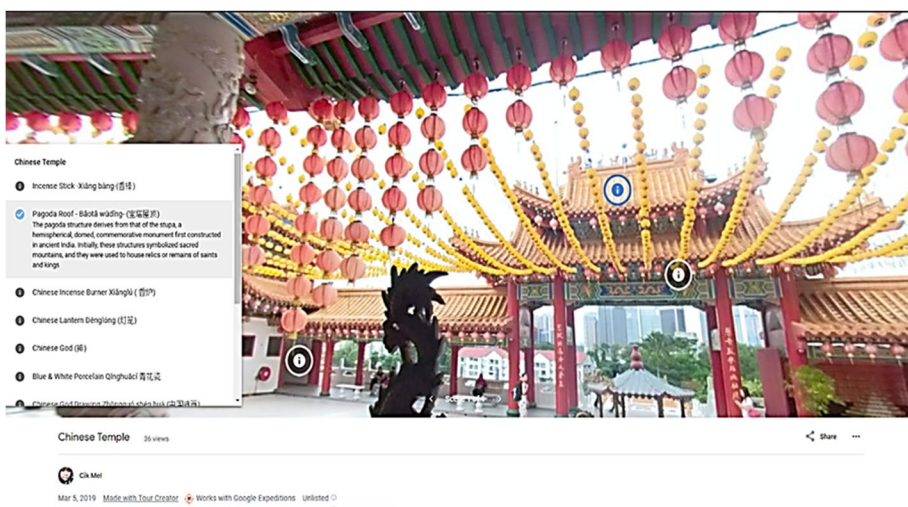 Chinese Temple
Incense Stick -Xiāng bàng (香棒)
Pagoda Roof - Bǎotǎ wūdǐng- (宝塔屋顶)
The pagoda structure derives from that of the stupa, a
hemispherical, domed, commemorative monument first constructed
in ancient India. Initially, these structures symbolized sacred
mountains, and they were used to house relics or remains of saints
and kings
Chinese Incense Burner Xiānglú ( 香炉)
Chinese Lantern Dēnglóng (灯笼)
Chinese God
Blue & White Porcelain Qīnghuācí 青花瓷
Chinese God Drawing
Chinese Temple 36 views
Share
Cik Mei
Mar 5, 2019 Made with Tour Creator Works with Google Expeditions Unlisted